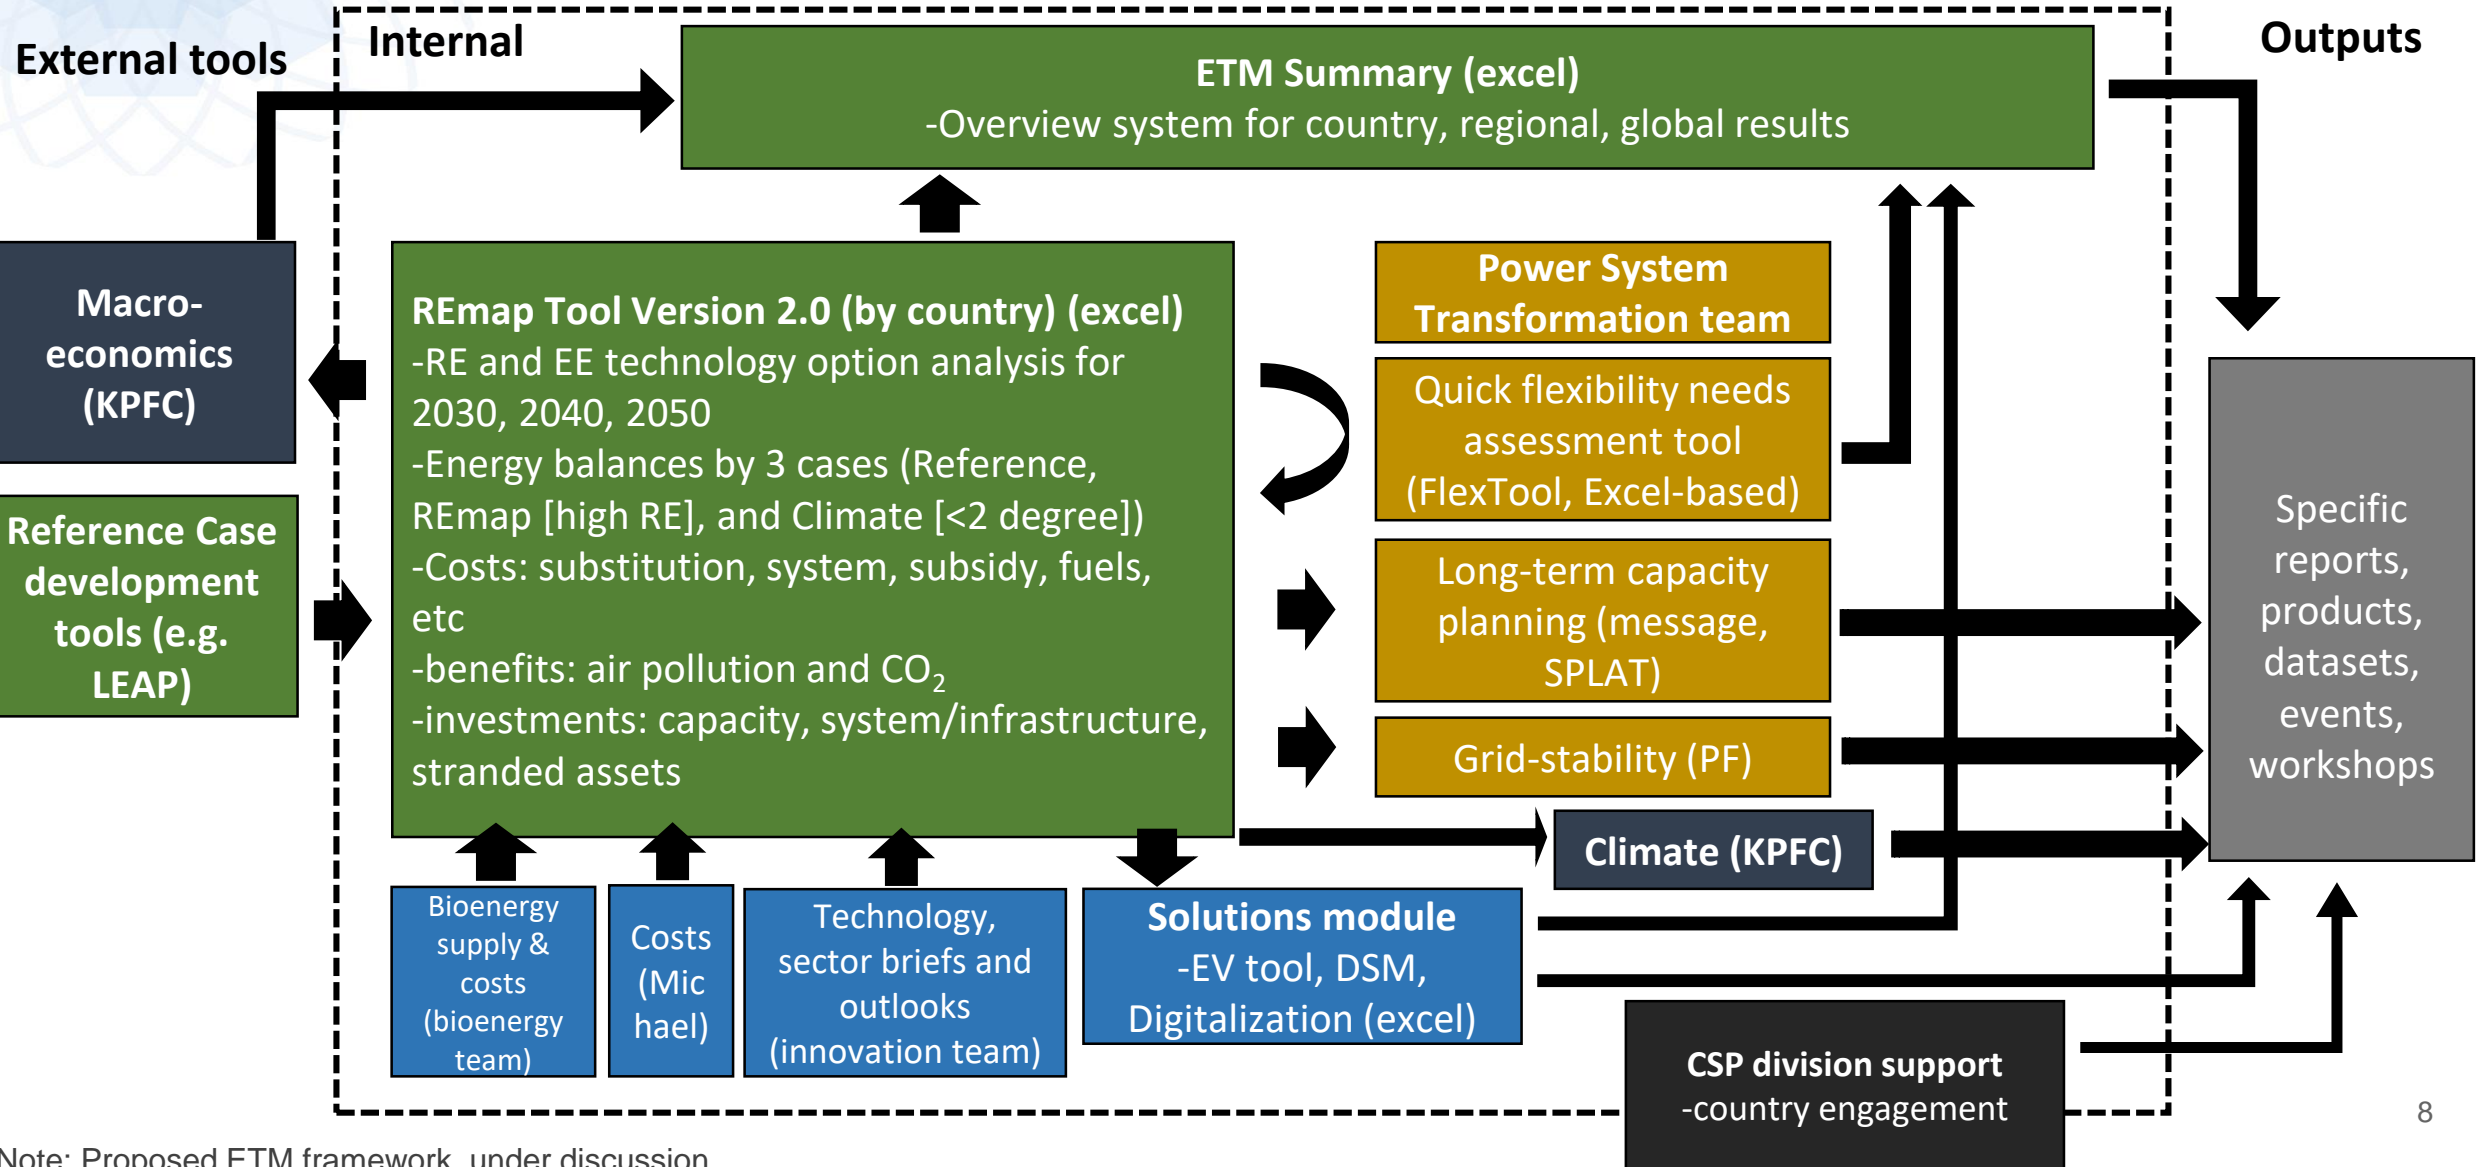 External tools
Internal
Outputs
ETM Summary (excel)
-Overview system for country, regional, global results
Macro-
economics
(KPFC)
Reference Case
development
tools (e.g.
LEAP)
REmap Tool Version 2.0 (by country) (excel)
-RE and EE technology option analysis for
2030, 2040, 2050
-Energy balances by 3 cases (Reference,
REmap [high RE], and Climate [<2 degree])
-Costs: substitution, system, subsidy, fuels,
etc
-benefits: air pollution and CO₂
-investments: capacity, system/infrastructure,
stranded assets
Power System
Transformation team
Quick flexibility needs
assessment tool
(FlexTool, Excel-based)
Long-term capacity
planning (message,
SPLAT)
Grid-stability (PF)
Climate (KPFC)
Specific
reports,
products,
datasets,
events,
workshops
Bioenergy
supply &
costs
(bioenergy
team)
Costs
(Mic
hael)
Technology,
sector briefs and
outlooks
(innovation team)
Solutions module
-EV tool, DSM,
Digitalization (excel)
CSP division support
-country engagement
8
Note: Proposed ETM framework, under discussion